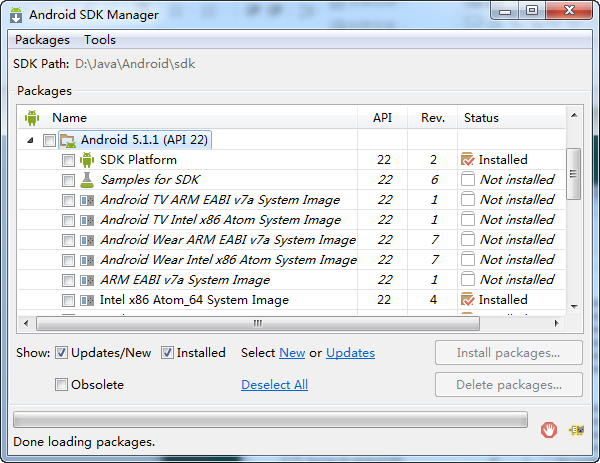 Android SDK Manager
Packages Tools
SDK Path: D:\Java\Android\sdk
Packages
Name API Rev. Status
Android 5.1.1 (API 22)
SDK Platform 22 2 Installed
Samples for SDK 22 6 Not installed
Android TV ARM EABI v7a System Image 22 1 Not installed
Android TV Intel x86 Atom System Image 22 1 Not installed
Android Wear ARM EABI v7a System Image 22 7 Not installed
Android Wear Intel x86 Atom System Image 22 7 Not installed
ARM EABI v7a System Image 22 1 Not installed
Intel x86 Atom_64 System Image 22 4 Installed
Show: Updates/New Installed Select New or Updates Install packages...
Obsolete Deselect All Delete packages...
Done loading packages.